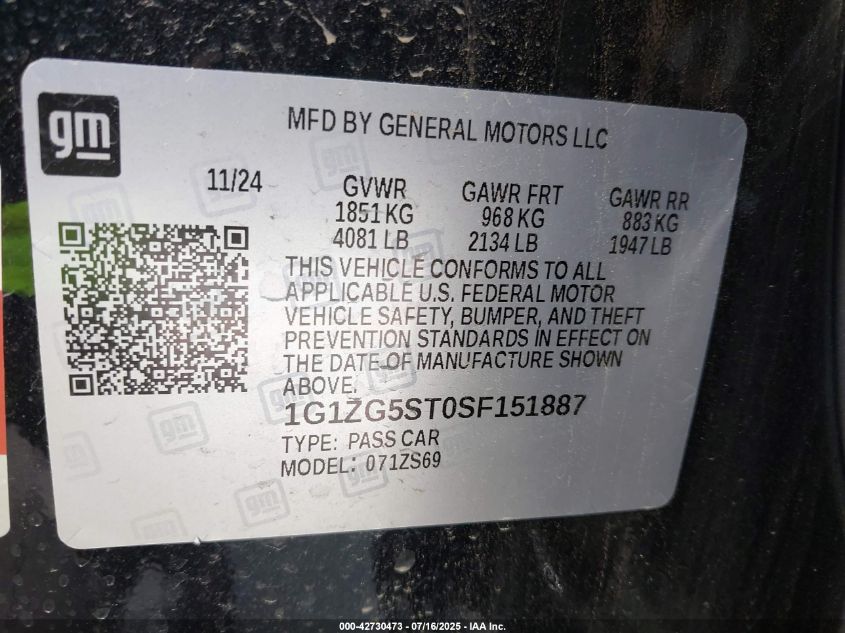 gm
MFD BY GENERAL MOTORS LLC
11/24
GVWR
1851 KG
4081 LB
GAWR FRT
968 KG
2134 LB
GAWR RR
883 KG
1947 LB
THIS VEHICLE CONFORMS TO ALL
APPLICABLE U.S. FEDERAL MOTOR
VEHICLE SAFETY, BUMPER, AND THEFT
PREVENTION STANDARDS IN EFFECT ON
THE DATE OF MANUFACTURE SHOWN
ABOVE.
1G1ZG5ST0SF151887
TYPE: PASS CAR
MODEL: 071ZS69
000-42730473 - 07/16/2025 - IAA Inc.